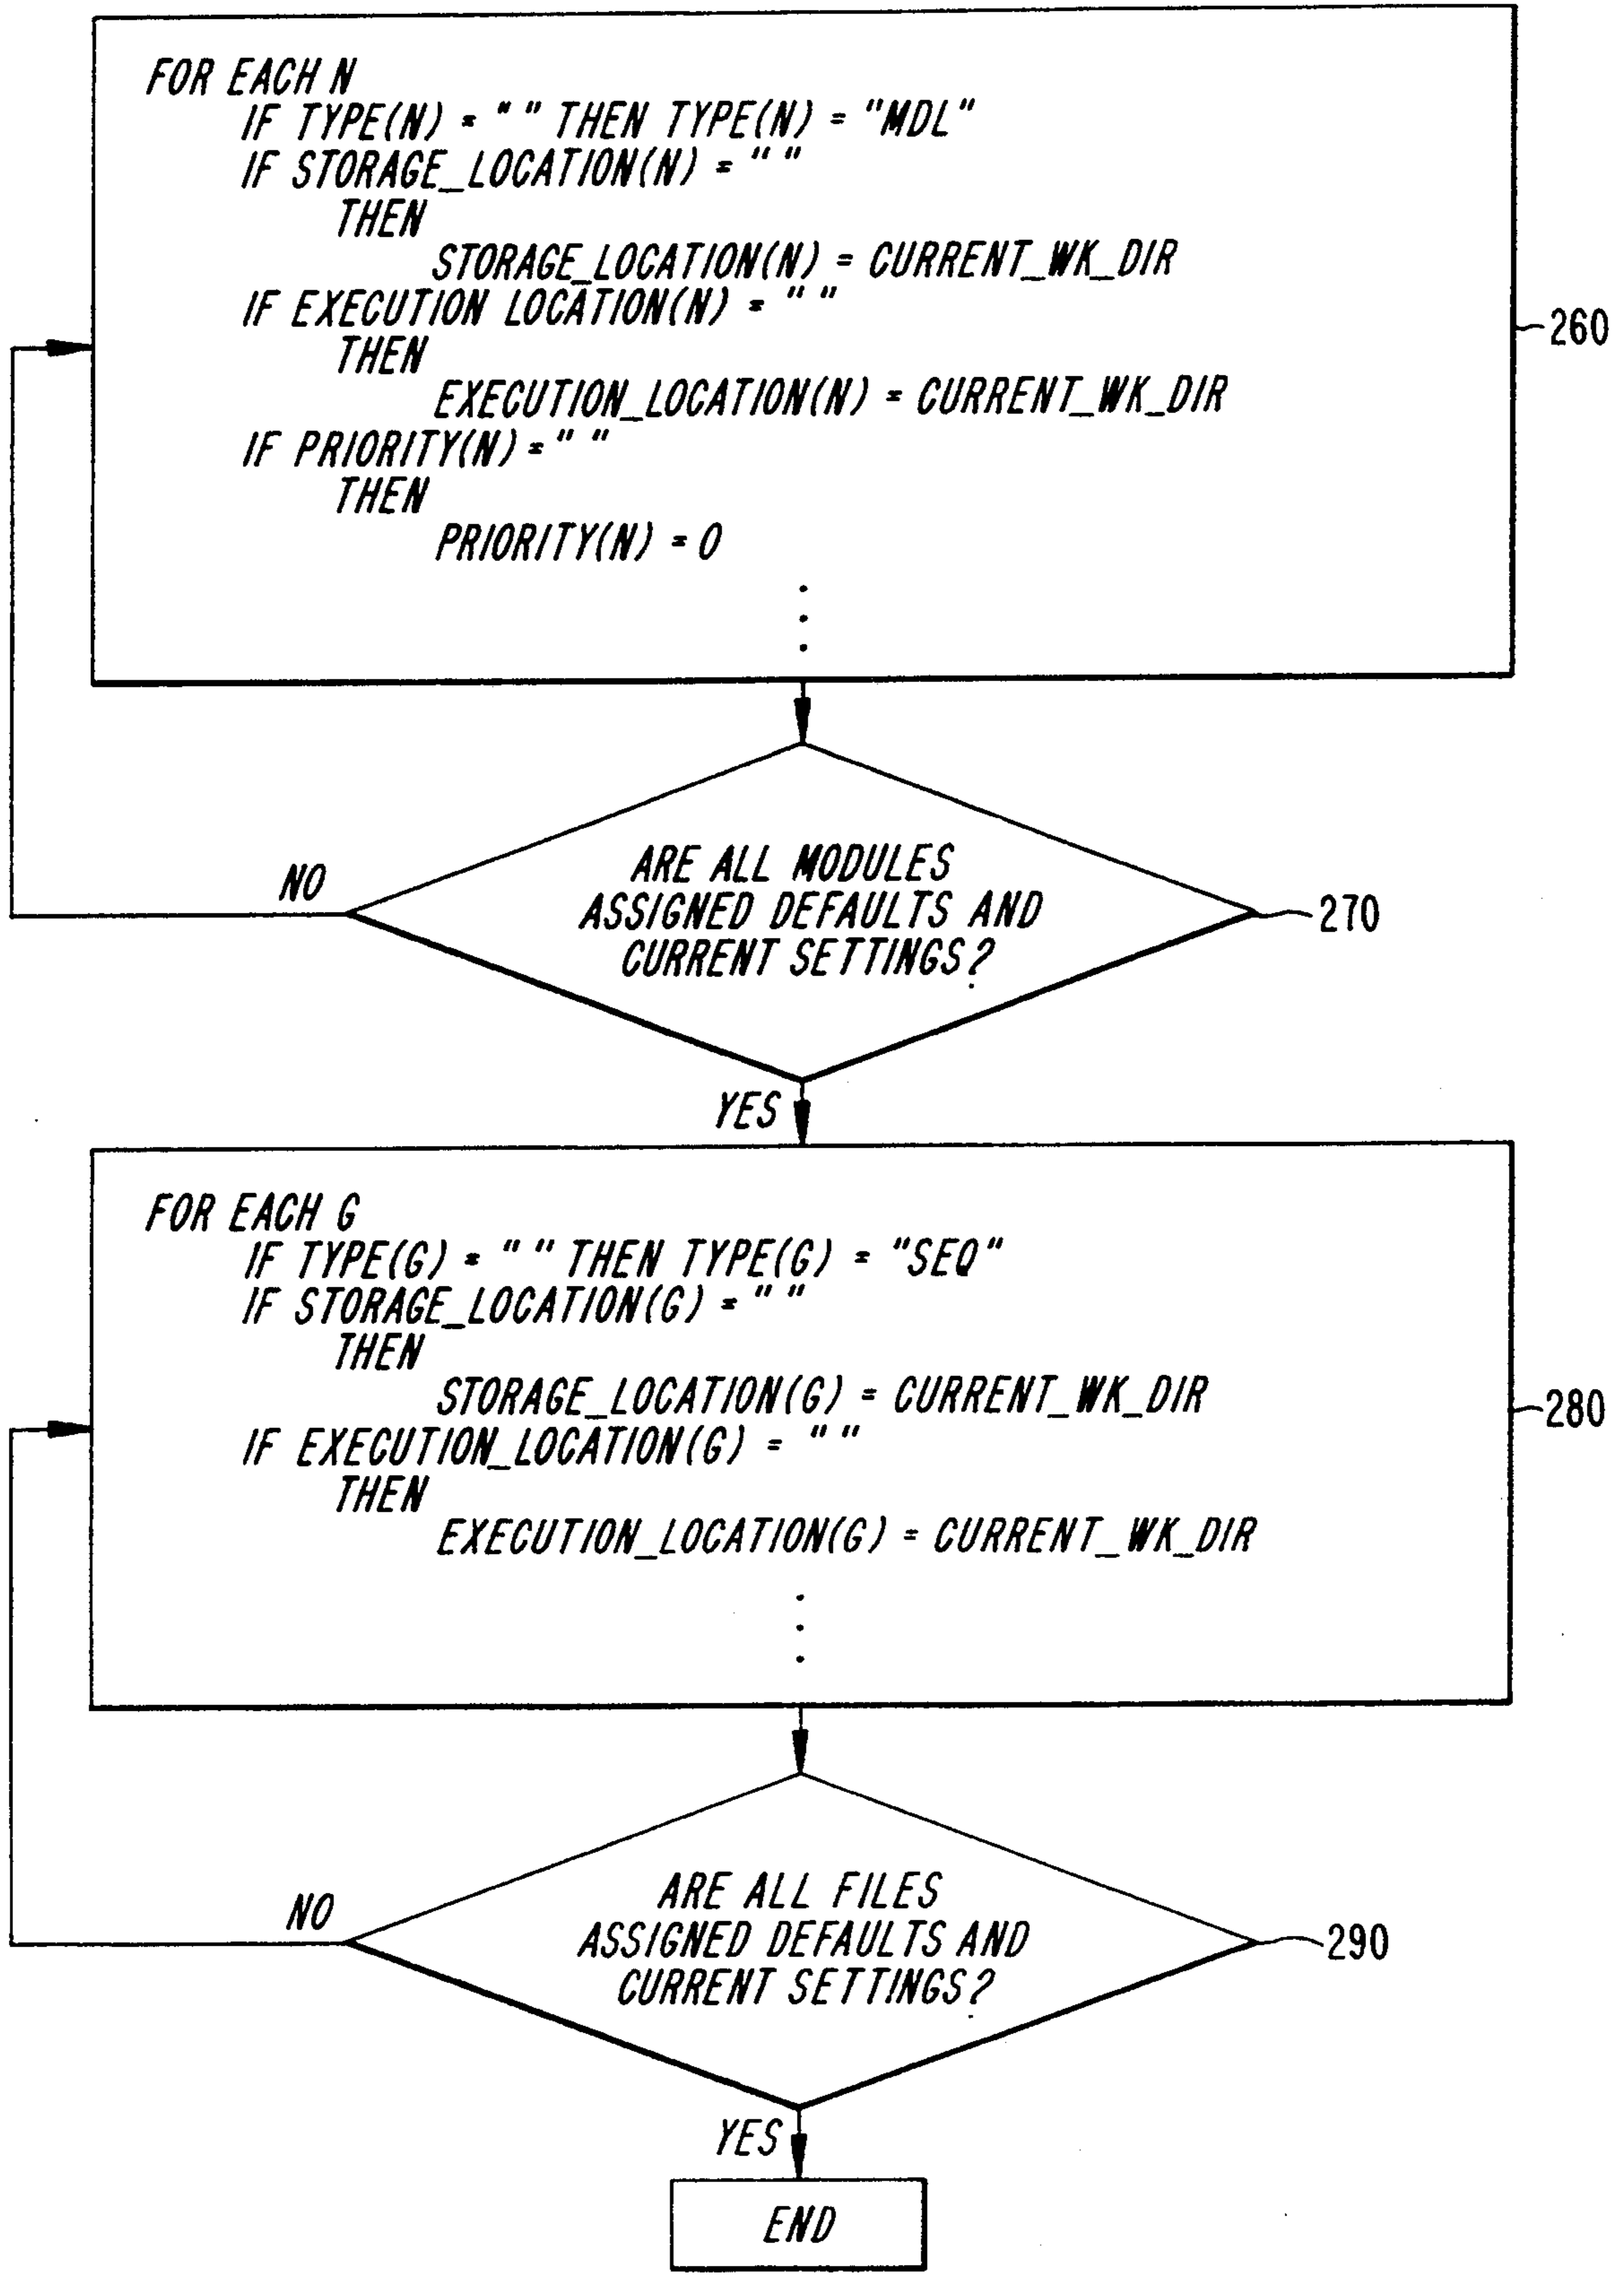 FOR EACH N
IF TYPE(N) = " " THEN TYPE(N) = "MDL"
IF STORAGE_LOCATION(N) = " "
THEN
STORAGE_LOCATION(N) = CURRENT_WK_DIR
IF EXECUTION LOCATION(N) = " "
THEN
EXECUTION_LOCATION(N) = CURRENT_WK_DIR
IF PRIORITY(N) = " "
THEN
PRIORITY(N) = 0
260
ARE ALL MODULES
ASSIGNED DEFAULTS AND
CURRENT SETTINGS?
NO
270
YES
FOR EACH G
IF TYPE(G) = " " THEN TYPE(G) = "SEQ"
IF STORAGE_LOCATION(G) = " "
THEN
STORAGE_LOCATION(G) = CURRENT_WK_DIR
IF EXECUTION_LOCATION(G) = " "
THEN
EXECUTION_LOCATION(G) = CURRENT_WK_DIR
280
ARE ALL FILES
ASSIGNED DEFAULTS AND
CURRENT SETTINGS?
NO
290
YES
END